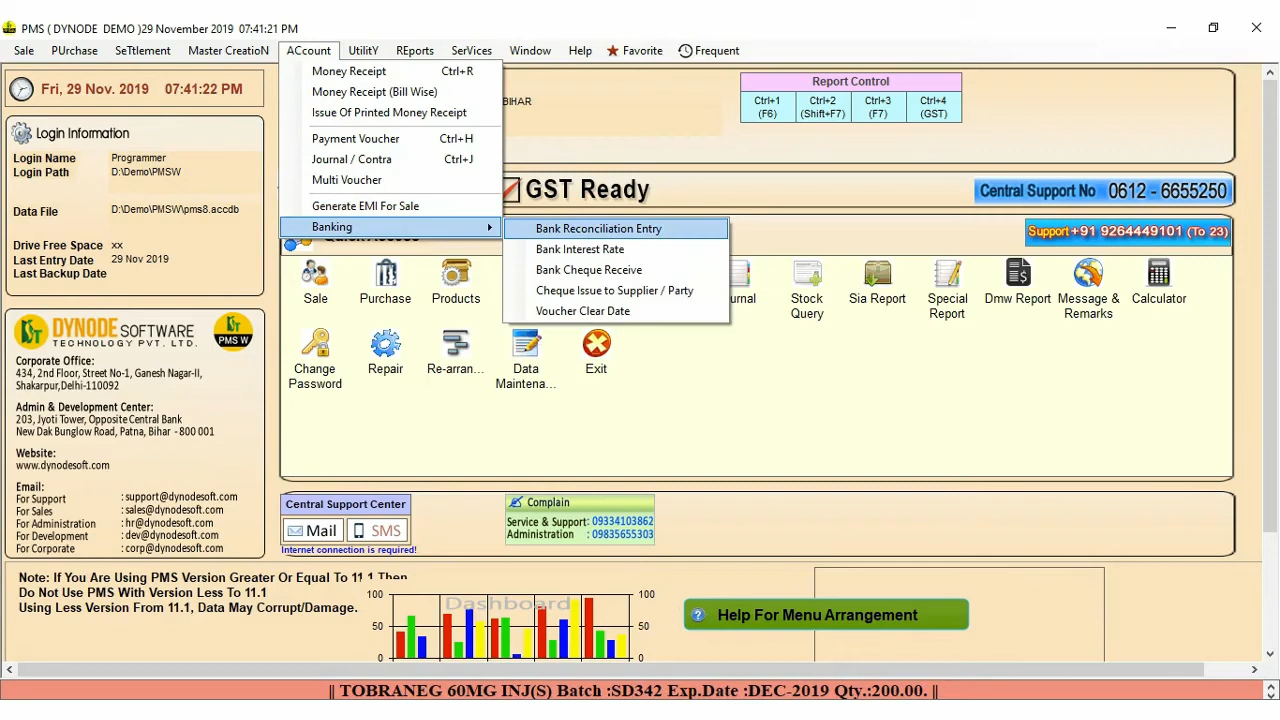 PMS ( DYNODE DEMO )29 November 2019 07:41:21 PM
Sale PUrchase SeTtlement Master CreatioN ACcount UtilitY REports SerVices Window Help Favorite Frequent
Fri, 29 Nov. 2019 07:41:22 PM
Login Information
Login Name Programmer
Login Path D:\Demo\PMSW
Data File D:\Demo\PMSW\pms8.accdb
Drive Free Space xx
Last Entry Date 29 Nov 2019
Last Backup Date
DYNODE SOFTWARE
TECHNOLOGY PVT. LTD.
PMS W
Corporate Office:
434, 2nd Floor, Street No-1, Ganesh Nagar-II,
Shakarpur,Delhi-110092
Admin & Development Center:
203, Jyoti Tower, Opposite Central Bank
New Dak Bunglow Road, Patna, Bihar - 800 001
Website:
www.dynodesoft.com
Email:
For Support : support@dynodesoft.com
For Sales : sales@dynodesoft.com
For Administration : hr@dynodesoft.com
For Development : dev@dynodesoft.com
For Corporate : corp@dynodesoft.com
Money Receipt Ctrl+R
Money Receipt (Bill Wise)
Issue Of Printed Money Receipt
Payment Voucher Ctrl+H
Journal / Contra Ctrl+J
Multi Voucher
Generate EMI For Sale
Banking
Bank Reconciliation Entry
Bank Interest Rate
Bank Cheque Receive
Cheque Issue to Supplier / Party
Voucher Clear Date
BIHAR
Report Control
Ctrl+1 Ctrl+2 Ctrl+3 Ctrl+4
(F6) (Shift+F7) (F7) (GST)
GST Ready
Central Support No 0612 - 6655250
Support +91 9264449101 (To 23)
Quick Access
Sale Purchase Products urnal Stock Query Sia Report Special Report Dmw Report Message & Remarks Calculator
Change Password Repair Re-arran... Data Maintena... Exit
Central Support Center
Mail SMS
Internet connection is required!
Complain
Service & Support: 09334103862
Administration : 09835655303
Note: If You Are Using PMS Version Greater Or Equal To 11.1 Then
Do Not Use PMS With Version Less To 11.1
Using Less Version From 11.1, Data May Corrupt/Damage.
Dashboard
100 100
50 50
0 0
Help For Menu Arrangement
|| TOBRANEG 60MG INJ(S) Batch :SD342 Exp.Date :DEC-2019 Qty.:200.00. ||